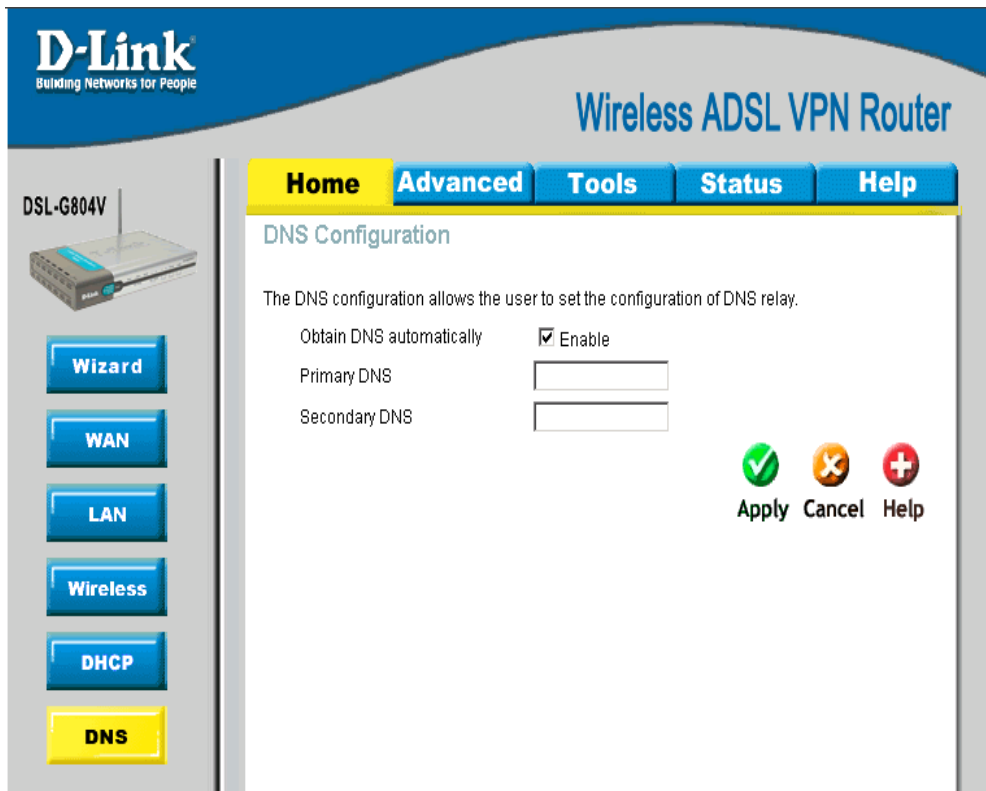 D-Link
Building Networks for People
Wireless ADSL VPN Router
Home Advanced Tools Status Help
DSL-G804V
DNS Configuration
The DNS configuration allows the user to set the configuration of DNS relay.
Obtain DNS automatically Enable
Primary DNS
Secondary DNS
Apply Cancel Help
Wizard
WAN
LAN
Wireless
DHCP
DNS